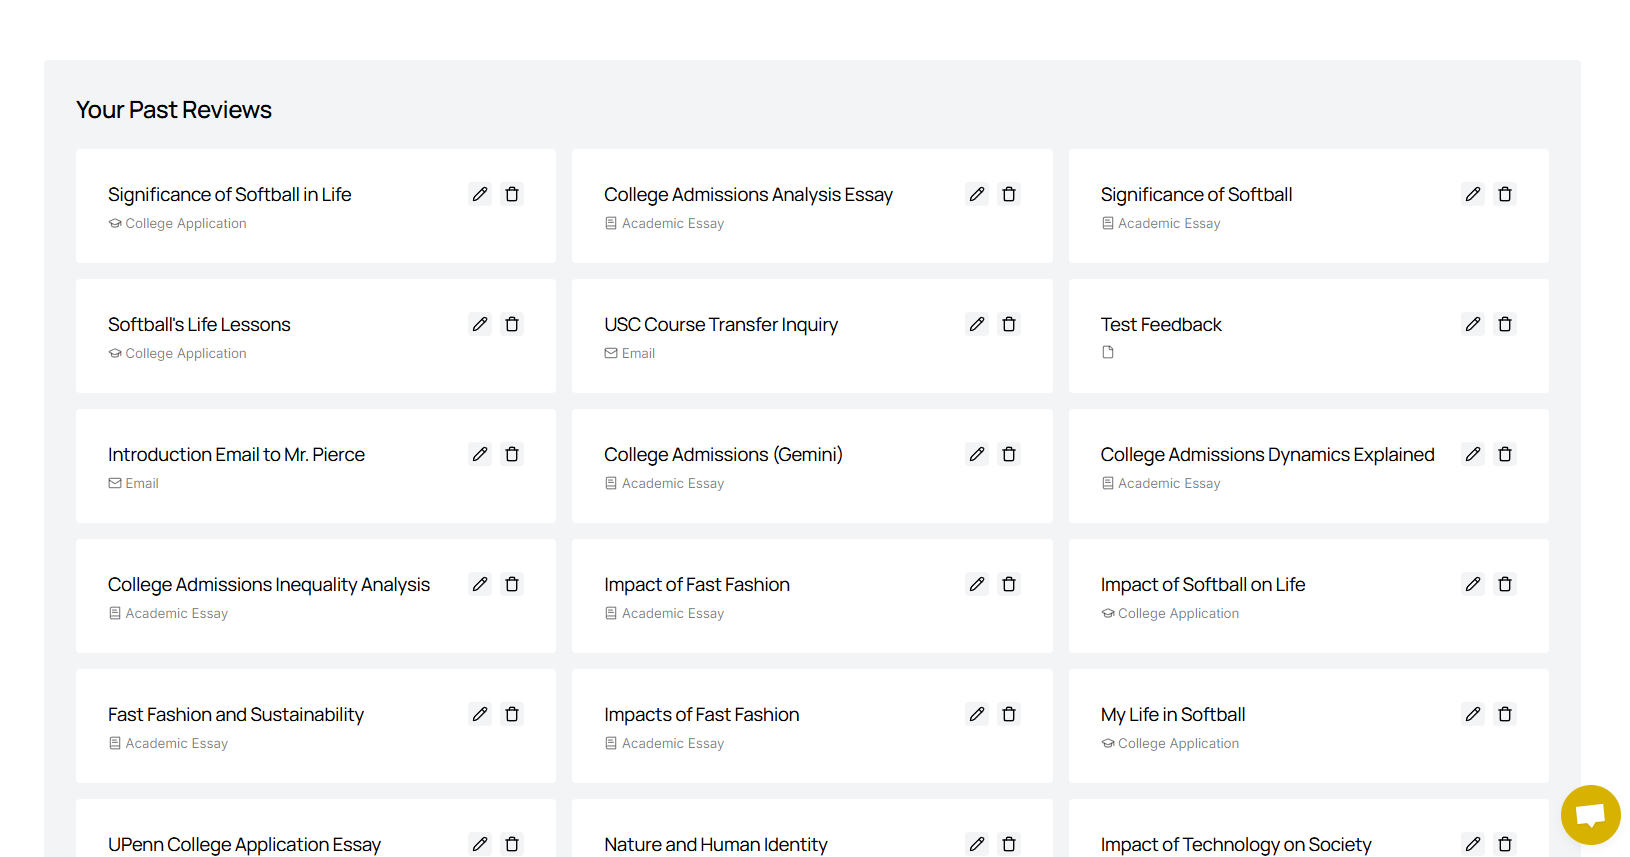 Your Past Reviews
Significance of Softball in Life
College Application
College Admissions Analysis Essay
Academic Essay
Significance of Softball
Academic Essay
Softball's Life Lessons
College Application
USC Course Transfer Inquiry
Email
Test Feedback
Introduction Email to Mr. Pierce
Email
College Admissions (Gemini)
Academic Essay
College Admissions Dynamics Explained
Academic Essay
College Admissions Inequality Analysis
Academic Essay
Impact of Fast Fashion
Academic Essay
Impact of Softball on Life
College Application
Fast Fashion and Sustainability
Academic Essay
Impacts of Fast Fashion
Academic Essay
My Life in Softball
College Application
UPenn College Application Essay
Nature and Human Identity
Impact of Technology on Society